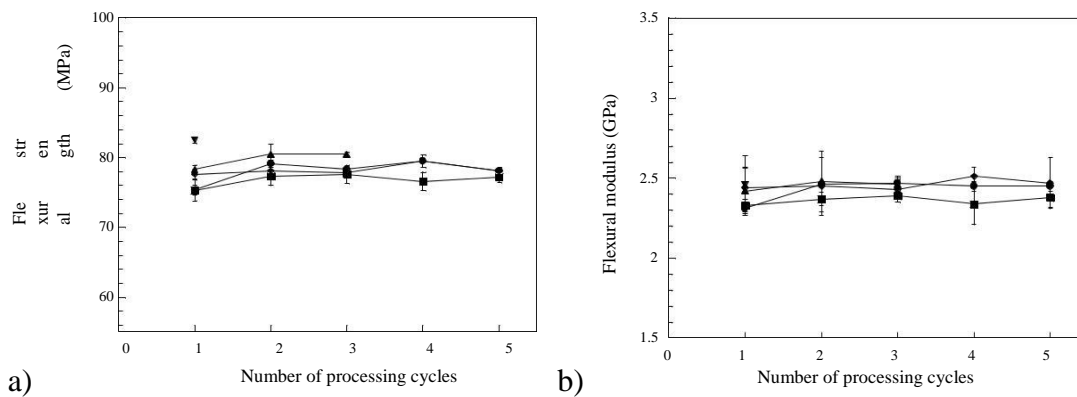 100
90
80
70
60
Fle xur al str en gth (MPa)
0 1 2 3 4 5
Number of processing cycles
a)
3.5
3
2.5
2
1.5
Flexural modulus (GPa)
0 1 2 3 4 5
Number of processing cycles
b)